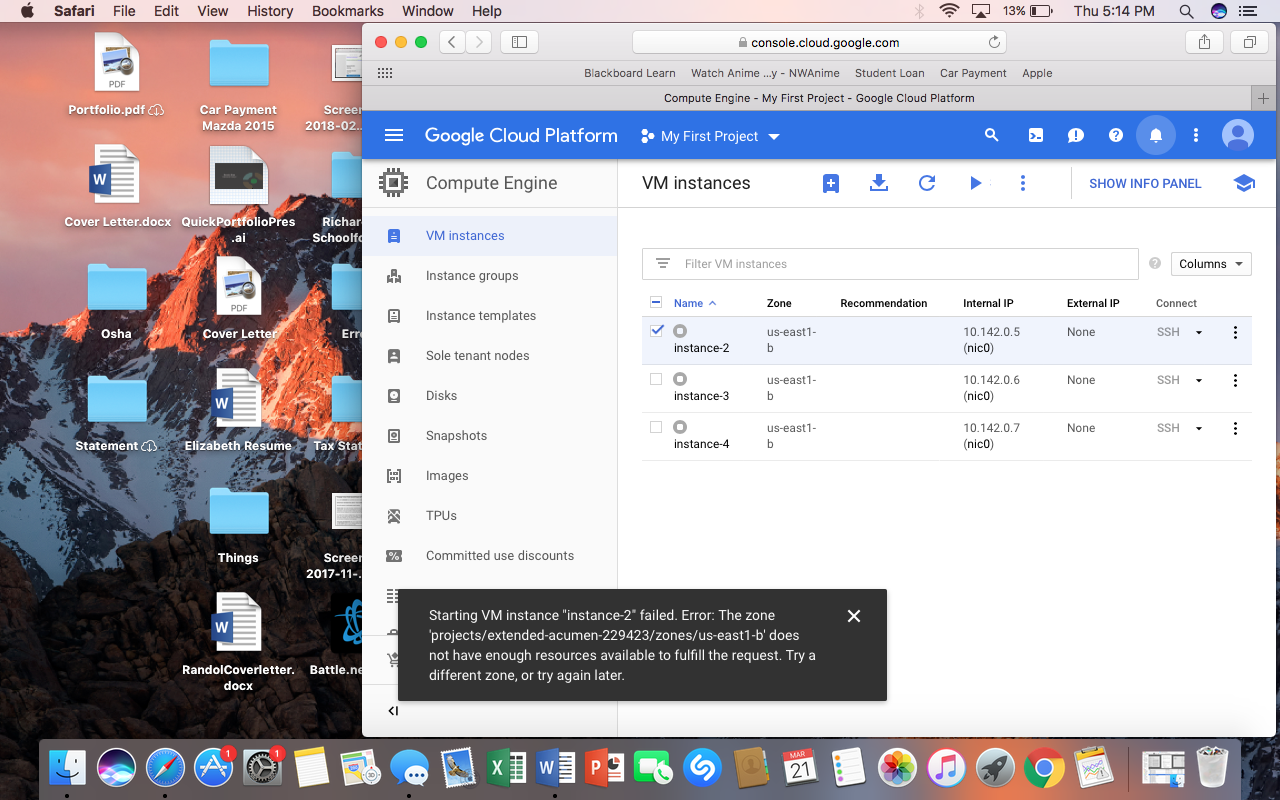 Safari File Edit View History Bookmarks Window Help 13% Thu 5:14 PM
console.cloud.google.com
Blackboard Learn Watch Anime ...y - NWAnime Student Loan Car Payment Apple
Compute Engine - My First Project - Google Cloud Platform
Google Cloud Platform My First Project
Compute Engine
VM instances
Instance groups
Instance templates
Sole tenant nodes
Disks
Snapshots
Images
TPUs
Committed use discounts
VM instances SHOW INFO PANEL
Filter VM instances Columns
Name Zone Recommendation Internal IP External IP Connect
instance-2 us-east1-b 10.142.0.5 (nic0) None SSH
instance-3 us-east1-b 10.142.0.6 (nic0) None SSH
instance-4 us-east1-b 10.142.0.7 (nic0) None SSH
Starting VM instance "instance-2" failed. Error: The zone
'projects/extended-acumen-229423/zones/us-east1-b' does
not have enough resources available to fulfill the request. Try a
different zone, or try again later.
PDF
Portfolio.pdf
Car Payment
Mazda 2015
Screen
2018-02...
Cover Letter.docx
QuickPortfolioPres
.ai
Richar
Schoolfo
Osha
PDF
Cover Letter
Erro
Statement
Elizabeth Resume
Tax Stat
Things
Screen
2017-11-...
RandolCoverletter.
docx
Battle.ne
1
1
3D
MAR
21